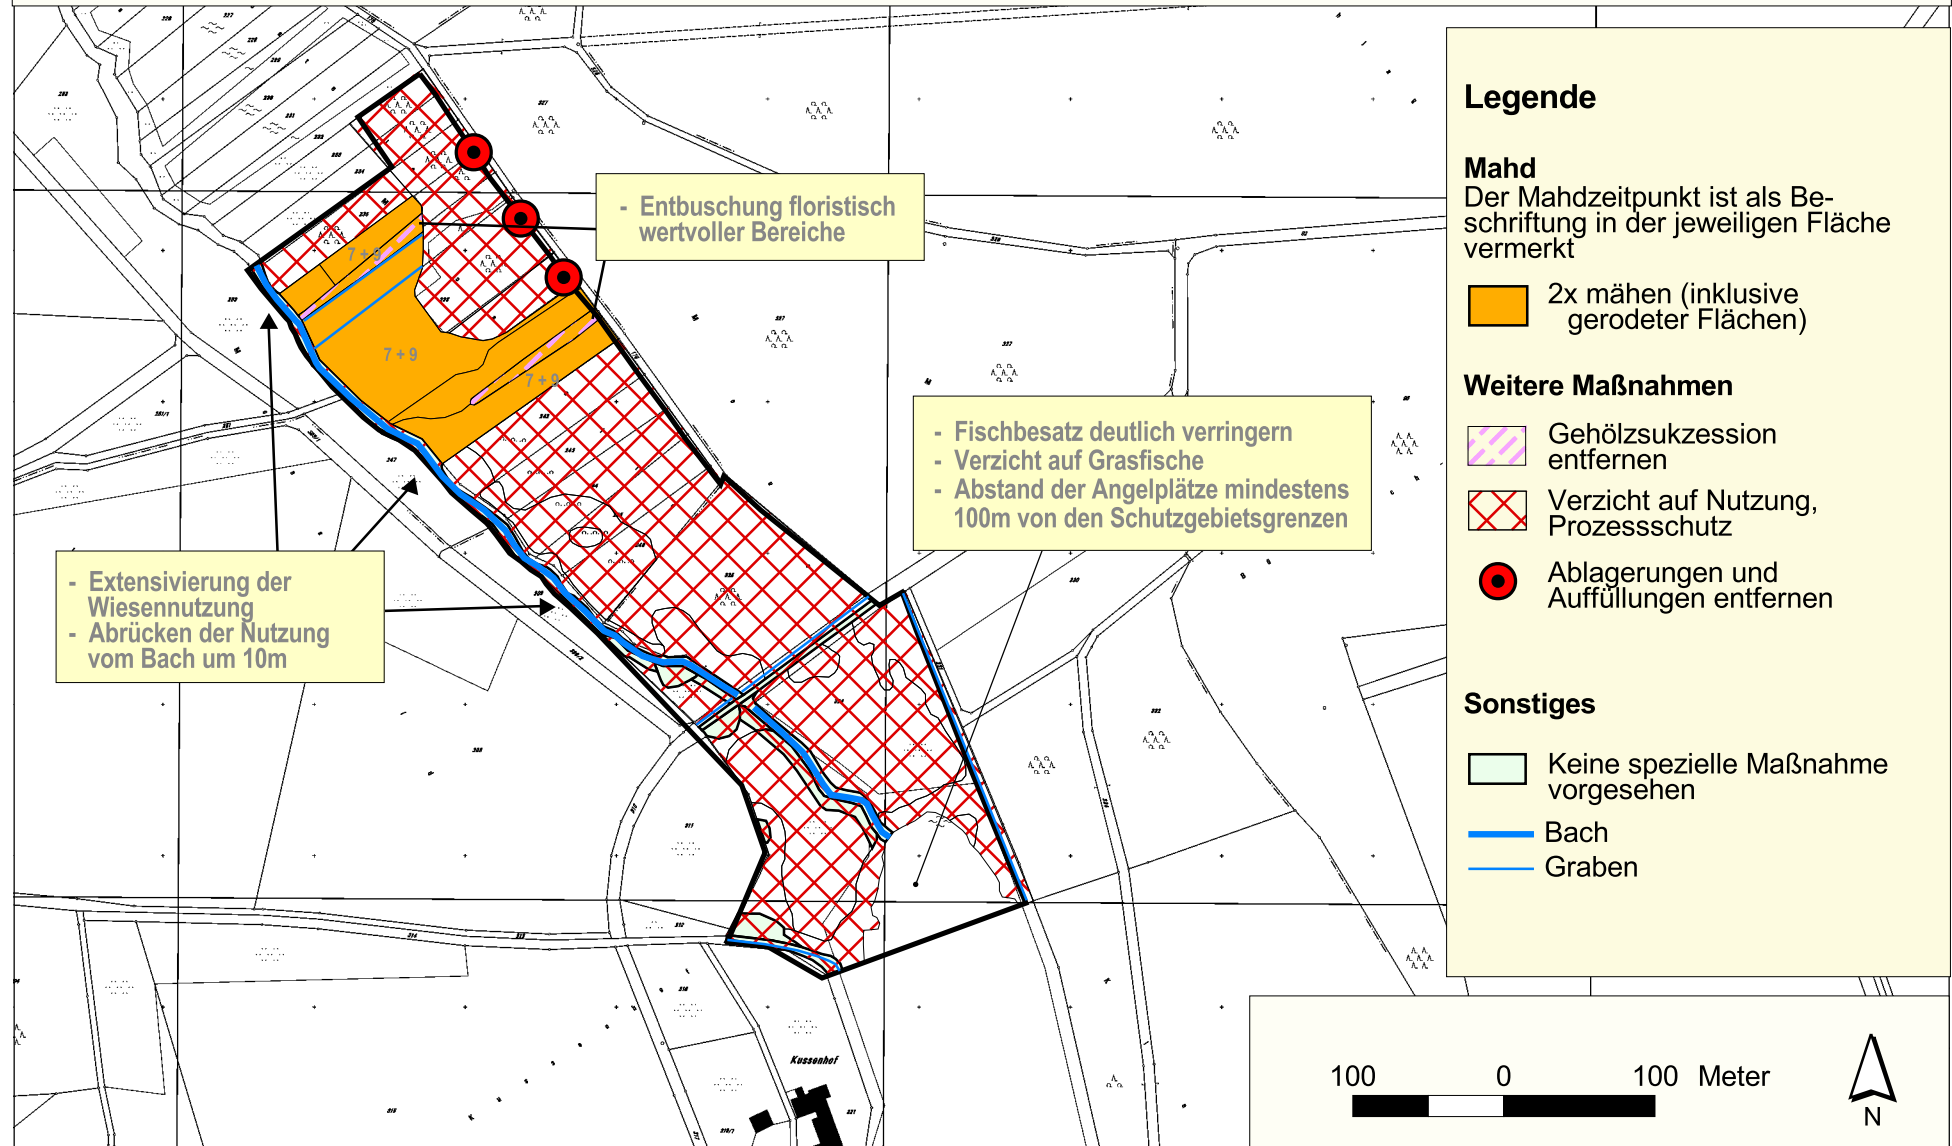 - Entbuschung floristisch
wertvoller Bereiche
7 + 9
7 + 9
7 + 9
- Fischbesatz deutlich verringern
- Verzicht auf Grasfische
- Abstand der Angelplätze mindestens
100m von den Schutzgebietsgrenzen
- Extensivierung der
Wiesennutzung
- Abrücken der Nutzung
vom Bach um 10m
Kussenhof
Legende
Mahd
Der Mahdzeitpunkt ist als Be-
schriftung in der jeweiligen Fläche
vermerkt
2x mähen (inklusive
gerodeter Flächen)
Weitere Maßnahmen
Gehölzsukzession
entfernen
Verzicht auf Nutzung,
Prozessschutz
Ablagerungen und
Auffüllungen entfernen
Sonstiges
Keine spezielle Maßnahme
vorgesehen
Bach
Graben
100 0 100 Meter
N